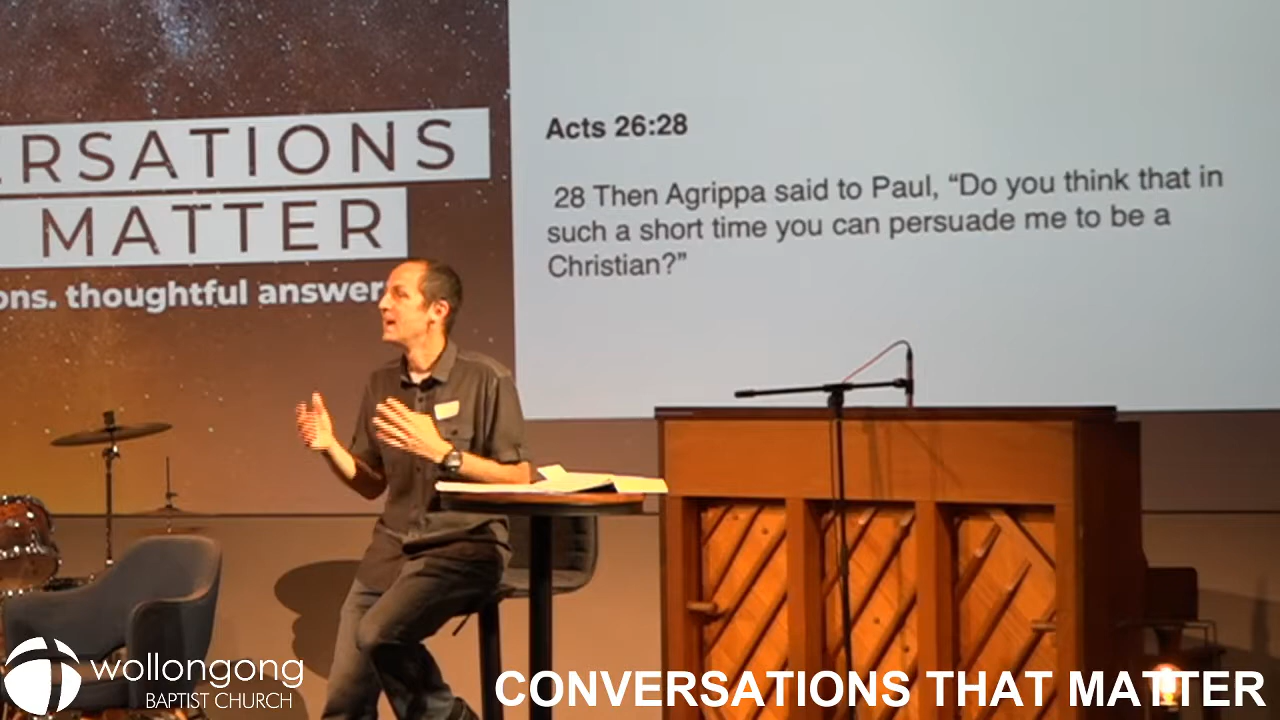 ERSATIONS
MATTER
ons. thoughtful answer
Acts 26:28
28 Then Agrippa said to Paul, “Do you think that in
such a short time you can persuade me to be a
Christian?”
wollongong
BAPTIST CHURCH
CONVERSATIONS THAT MATTER